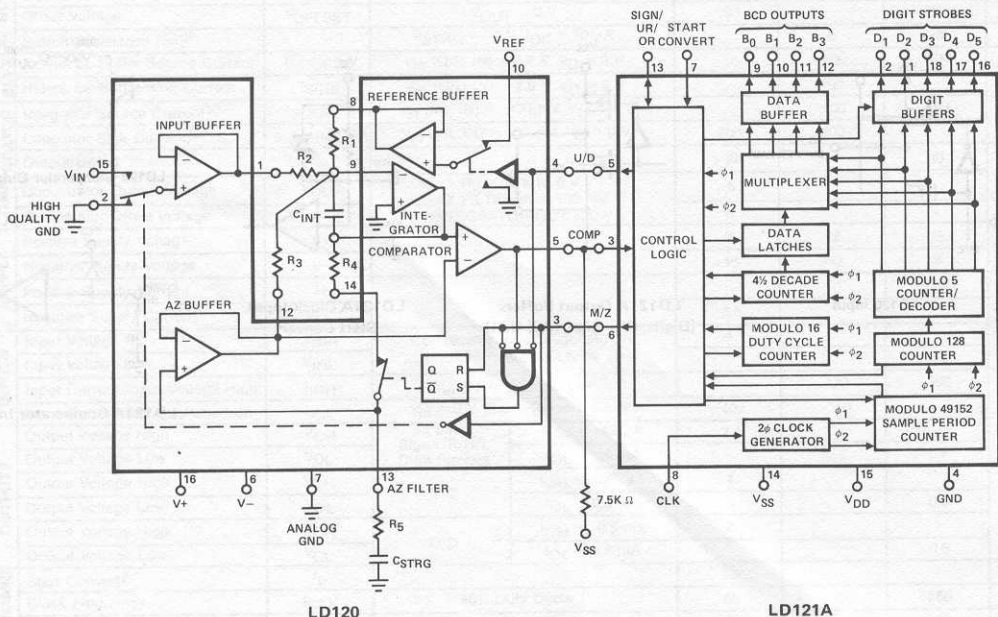 SIGN/
UR/ START
OR CONVERT
BCD OUTPUTS
DIGIT STROBES
B0 B1 B2 B3
D1 D2 D3 D4 D5
13 7 9 10 11 12 2 1 18 17 16
VREF
10
8
REFERENCE BUFFER
INPUT BUFFER
R1
15
VIN
2
HIGH
QUALITY
GND
1
R2
9
CINT
INTE-
GRATOR
COMPARATOR
R3
R4
14
12
AZ BUFFER
4 U/D 5
5 COMP 3
3 M/Z
6
Q R
Q̅ S
16
V+
6
V−
7
ANALOG
GND
13
AZ FILTER
R5
CSTRG
7.5K Ω
VSS
DATA
BUFFER
DIGIT
BUFFERS
ϕ1
ϕ2
MULTIPLEXER
CONTROL
LOGIC
DATA
LATCHES
4½ DECADE
COUNTER
ϕ1
ϕ2
MODULO 5
COUNTER/
DECODER
MODULO 16
DUTY CYCLE
COUNTER
ϕ1
ϕ2
MODULO 128
COUNTER
ϕ1 ϕ2
2ϕ CLOCK
GENERATOR
ϕ1
ϕ2
MODULO 49152
SAMPLE PERIOD
COUNTER
8
CLK
14
VSS
15
VDD
4
GND
LD120
LD121A